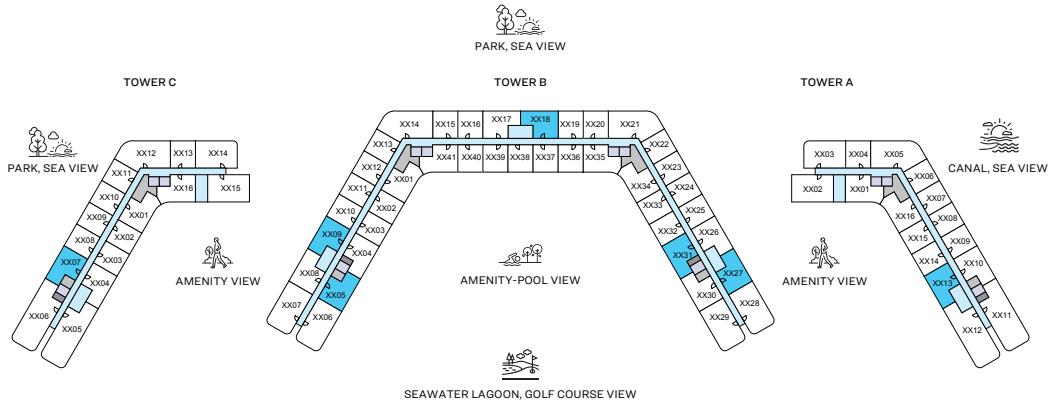 PARK, SEA VIEW
TOWER C
TOWER B
TOWER A
PARK, SEA VIEW
CANAL, SEA VIEW
AMENITY VIEW
AMENITY-POOL VIEW
AMENITY VIEW
SEAWATER LAGOON, GOLF COURSE VIEW
XX12 XX13 XX14
XX11
XX16 XX15
XX10
XX01
XX09
XX02
XX08
XX03
XX07
XX04
XX06
XX05
XX14 XX15 XX16 XX17 XX18 XX19 XX20 XX21
XX13
XX41 XX40 XX39 XX38 XX37 XX36 XX35
XX22
XX12
XX01
XX34
XX23
XX11
XX02
XX33
XX24
XX10
XX03
XX32
XX25
XX09
XX04
XX31
XX26
XX08
XX05
XX30
XX27
XX07
XX06
XX29
XX28
XX03 XX04 XX05
XX02 XX01
XX06
XX16
XX07
XX15
XX08
XX14
XX09
XX13
XX10
XX12
XX11